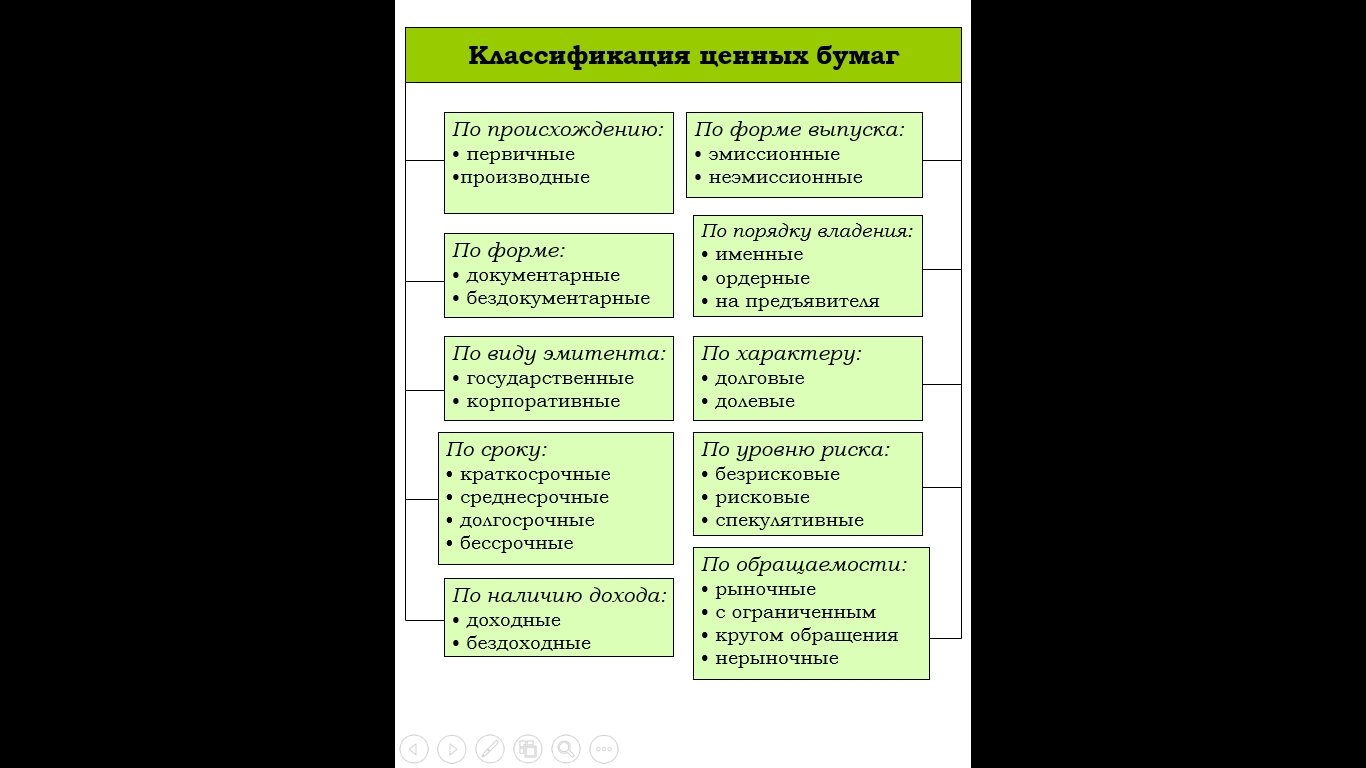 Классификация ценных бумаг
По происхождению:
• первичные
•производные
По форме:
• документарные
• бездокументарные
По виду эмитента:
• государственные
• корпоративные
По сроку:
• краткосрочные
• среднесрочные
• долгосрочные
• бессрочные
По наличию дохода:
• доходные
• бездоходные
По форме выпуска:
• эмиссионные
• неэмиссионные
По порядку владения:
• именные
• ордерные
• на предъявителя
По характеру:
• долговые
• долевые
По уровню риска:
• безрисковые
• рисковые
• спекулятивные
По обращаемости:
• рыночные
• с ограниченным
• кругом обращения
• нерыночные